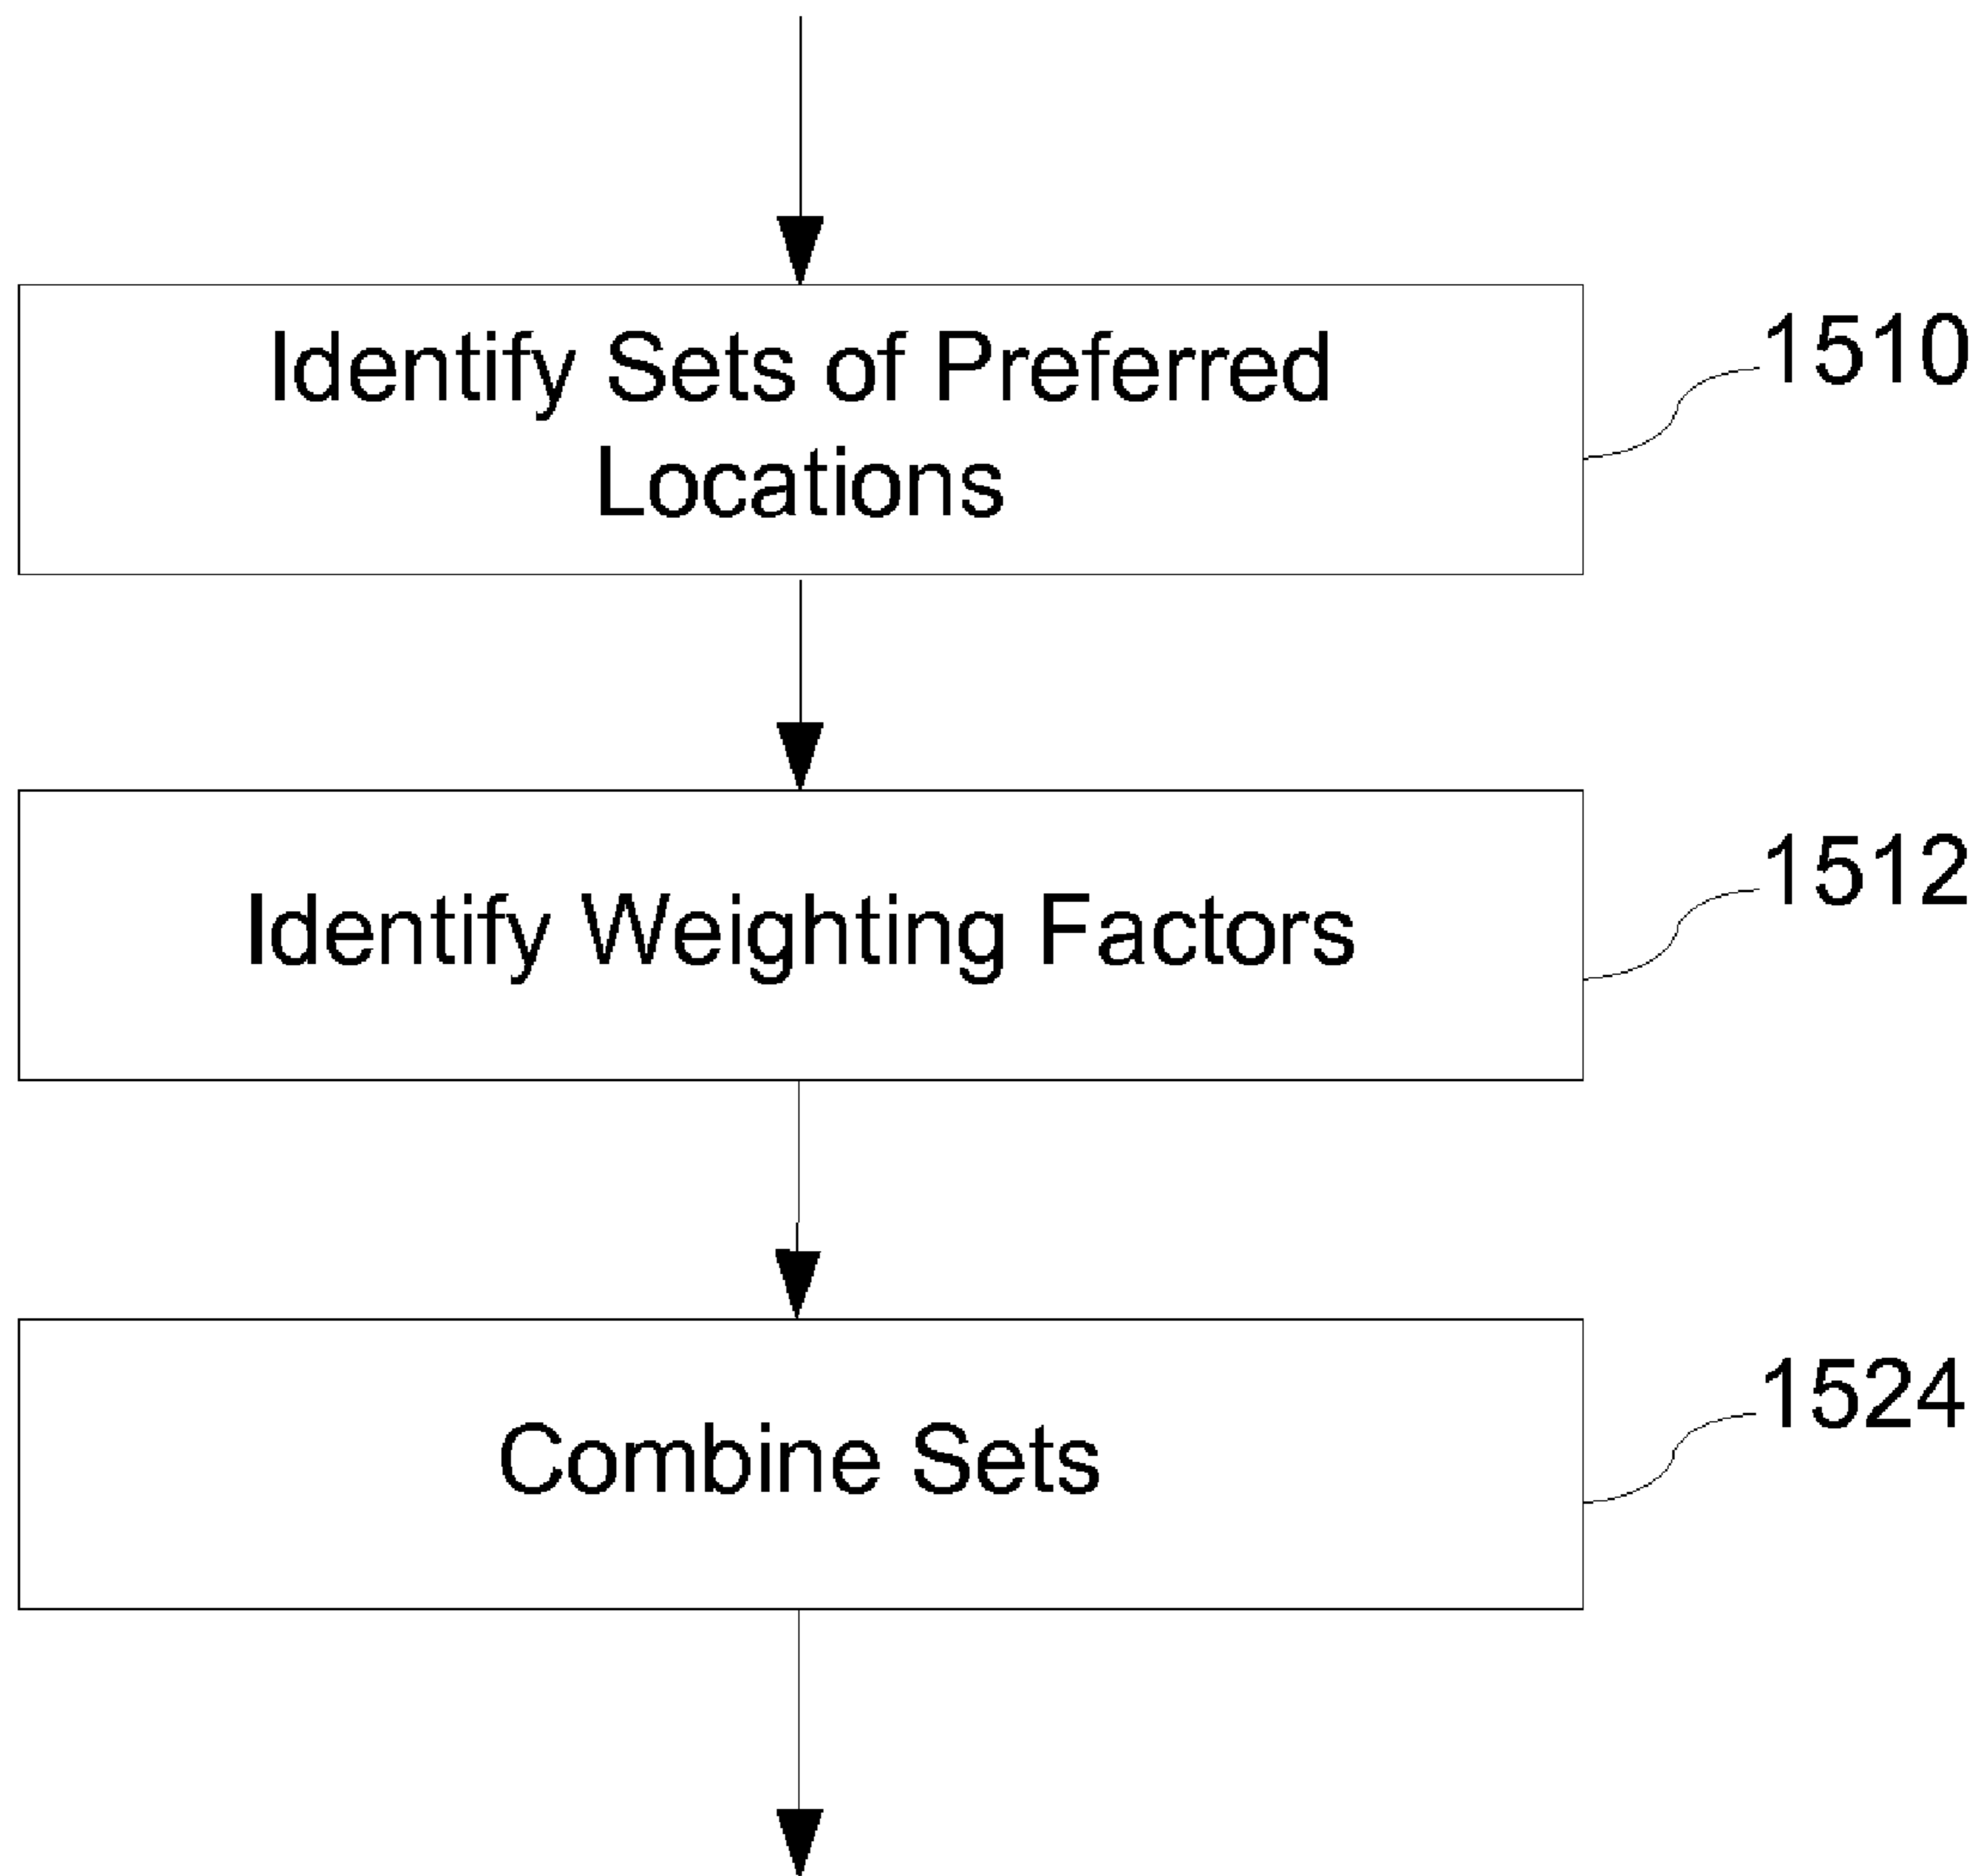 Identify Sets of Preferred
Locations
1510
Identify Weighting Factors
1512
Combine Sets
1524